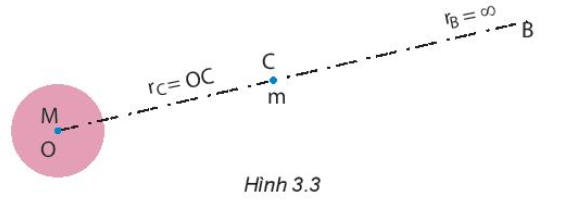 r_B = ∞
B
C
r_C = OC
m
M
O
Hình 3.3